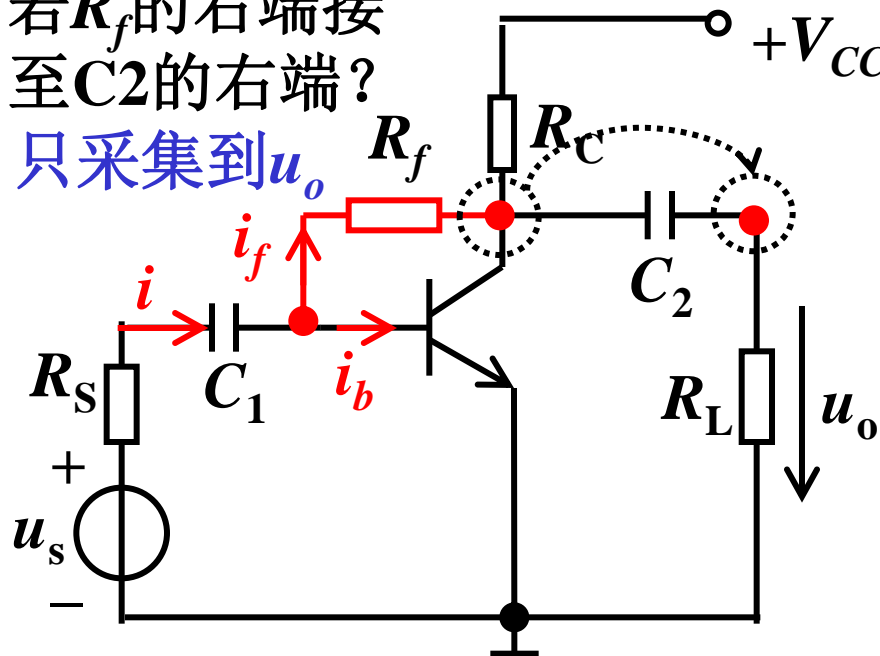 若Rf的右端接
至C2的右端？
只采集到uo
+VCC
Rf
RC
if
i
C2
C1
ib
RS
RL
uo
+
us
−